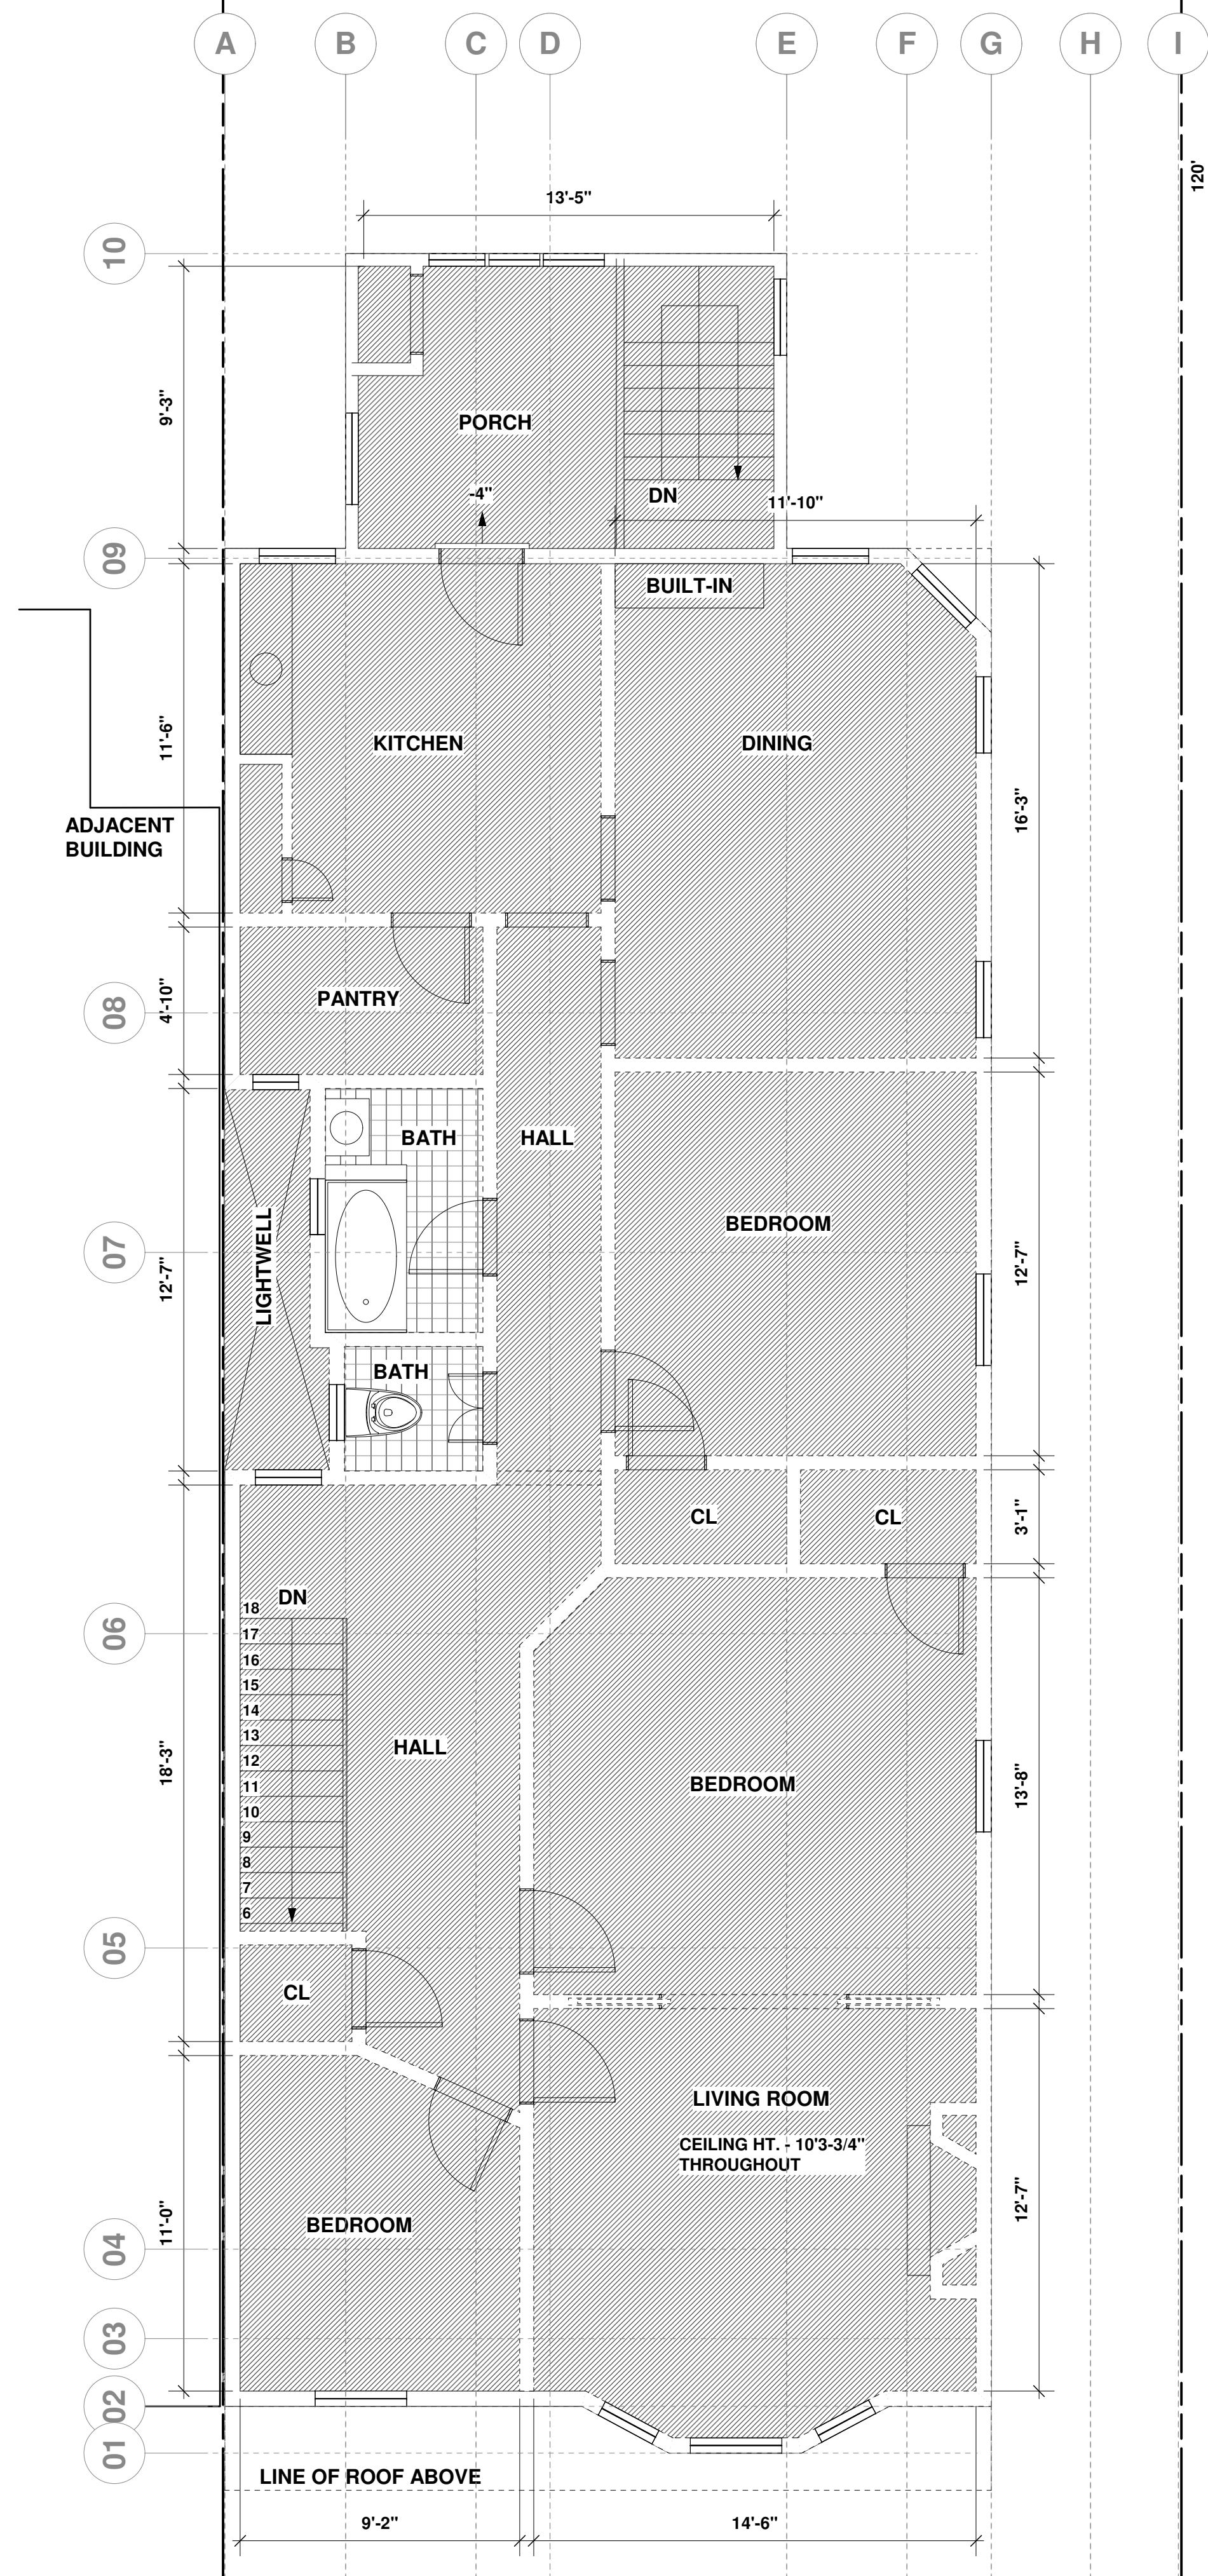 A B C D E F G H I
120'
13'-5"
10
9'-3"
PORCH
-4"
DN
11'-10"
09
BUILT-IN
11'-6"
KITCHEN
DINING
16'-3"
ADJACENT
BUILDING
4'-10"
PANTRY
08
BATH
HALL
BEDROOM
LIGHTWELL
07
12'-7"
12'-7"
BATH
CL
CL
3'-1"
DN
18
17
06
16
15
14
13
HALL
18'-3"
12
11
BEDROOM
13'-8"
10
9
8
7
6
05
CL
LIVING ROOM
CEILING HT. - 10'3-3/4"
THROUGHOUT
11'-0"
12'-7"
BEDROOM
04
03
02
01
LINE OF ROOF ABOVE
9'-2"
14'-6"